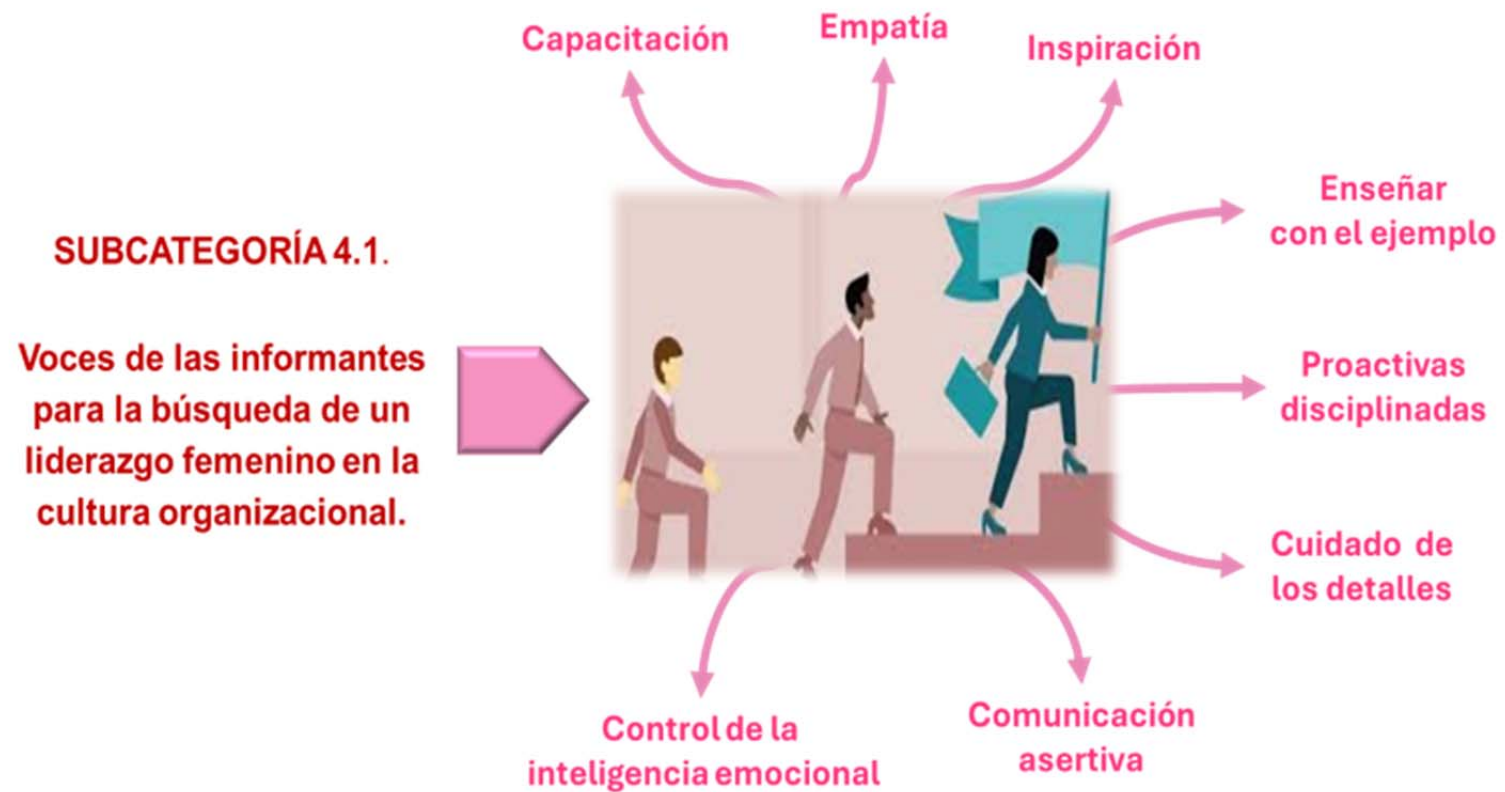 SUBCATEGORÍA 4.1.
Voces de las informantes
para la búsqueda de un
liderazgo femenino en la
cultura organizacional.
Capacitación
Empatía
Inspiración
Enseñar
con el ejemplo
Proactivas
disciplinadas
Cuidado de
los detalles
Comunicación
asertiva
Control de la
inteligencia emocional